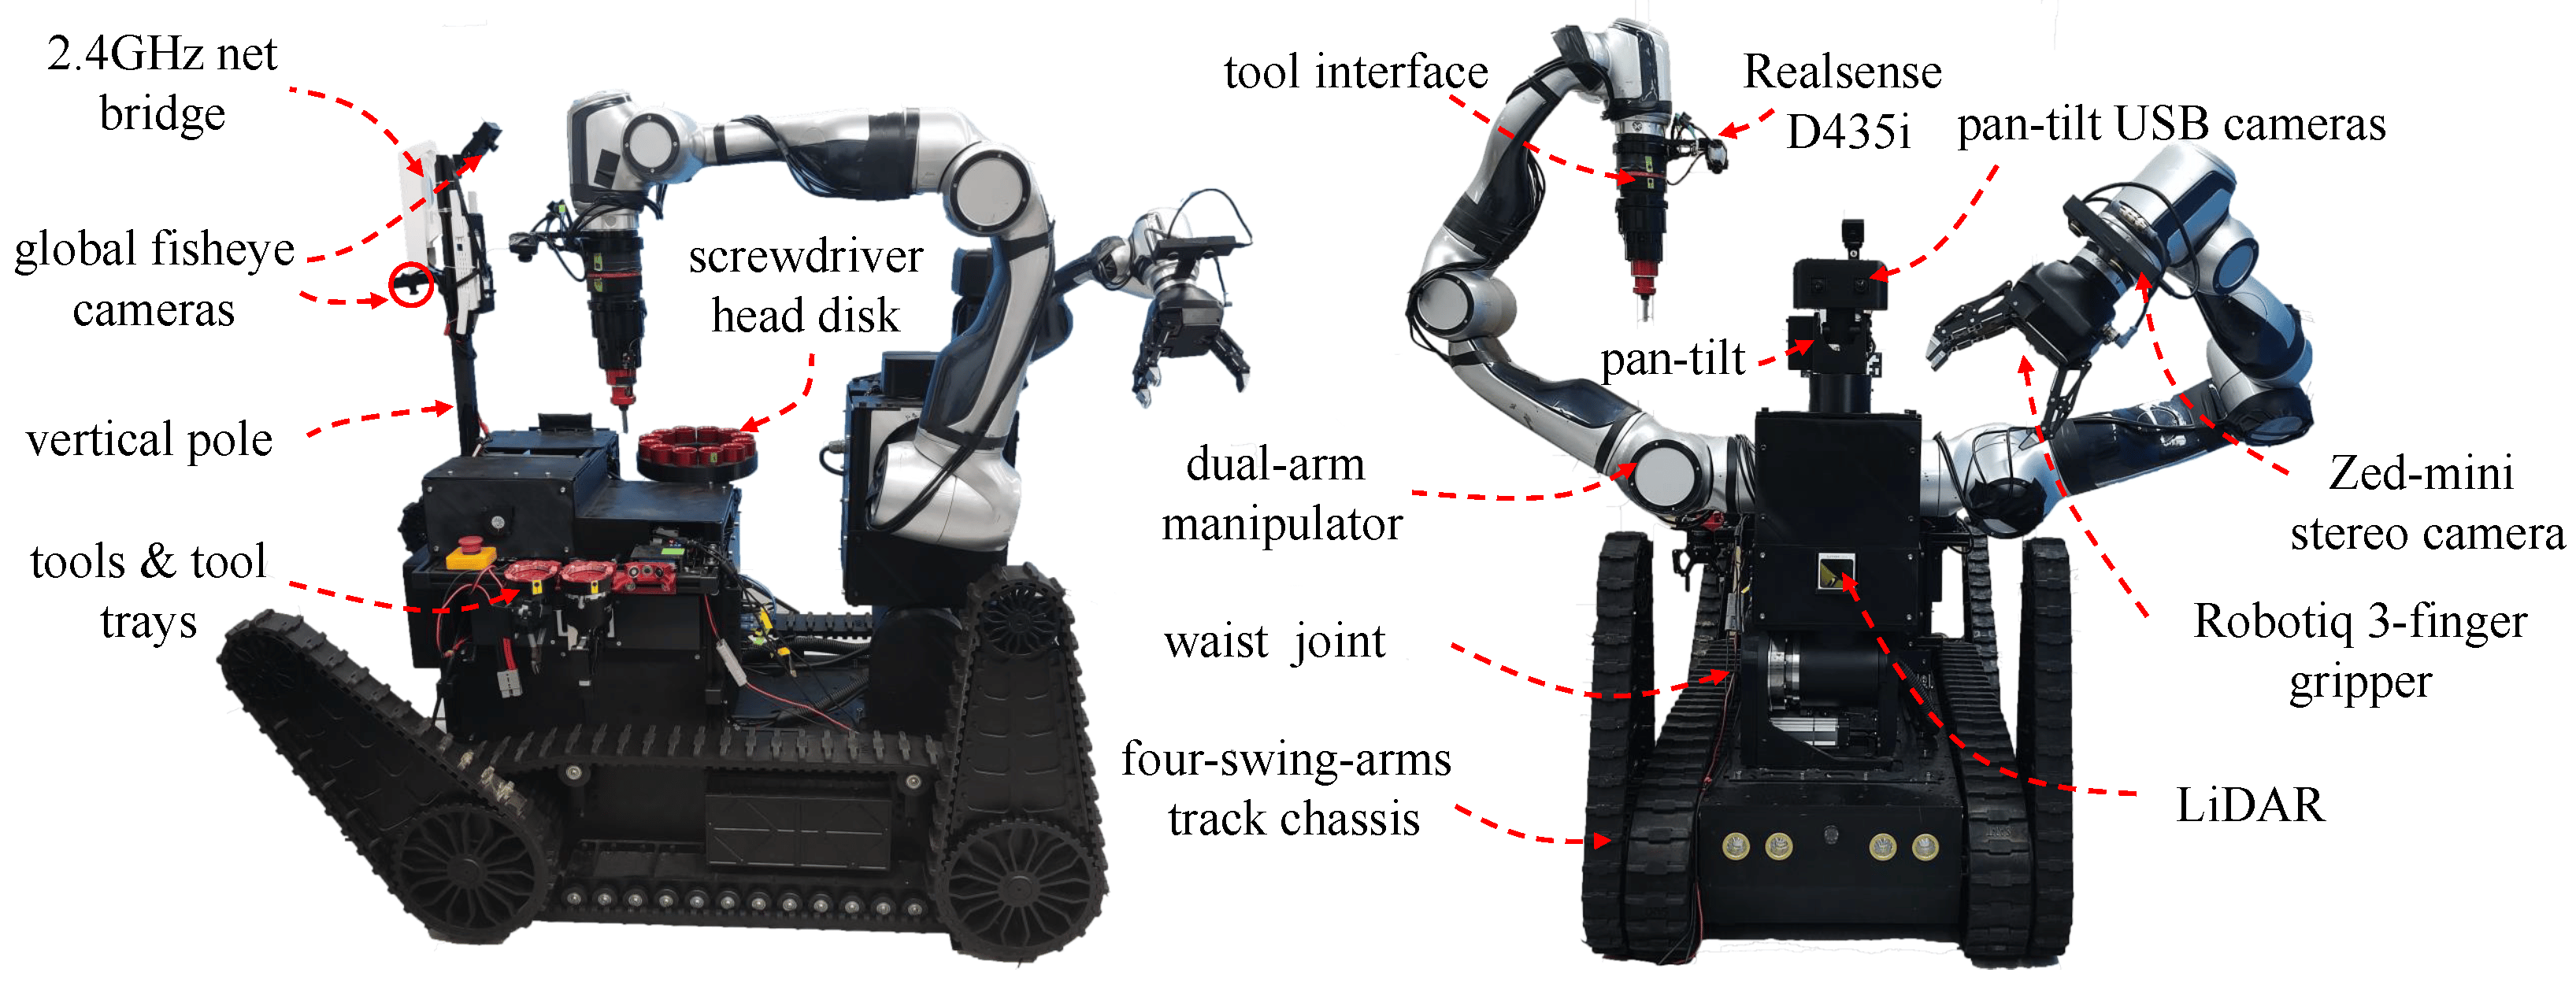 2.4GHz net
bridge
global fisheye
cameras
vertical pole
tools & tool
trays
screwdriver
head disk
tool interface
Realsense
D435i
pan-tilt USB cameras
pan-tilt
dual-arm
manipulator
waist joint
four-swing-arms
track chassis
Zed-mini
stereo camera
Robotiq 3-finger
gripper
LiDAR